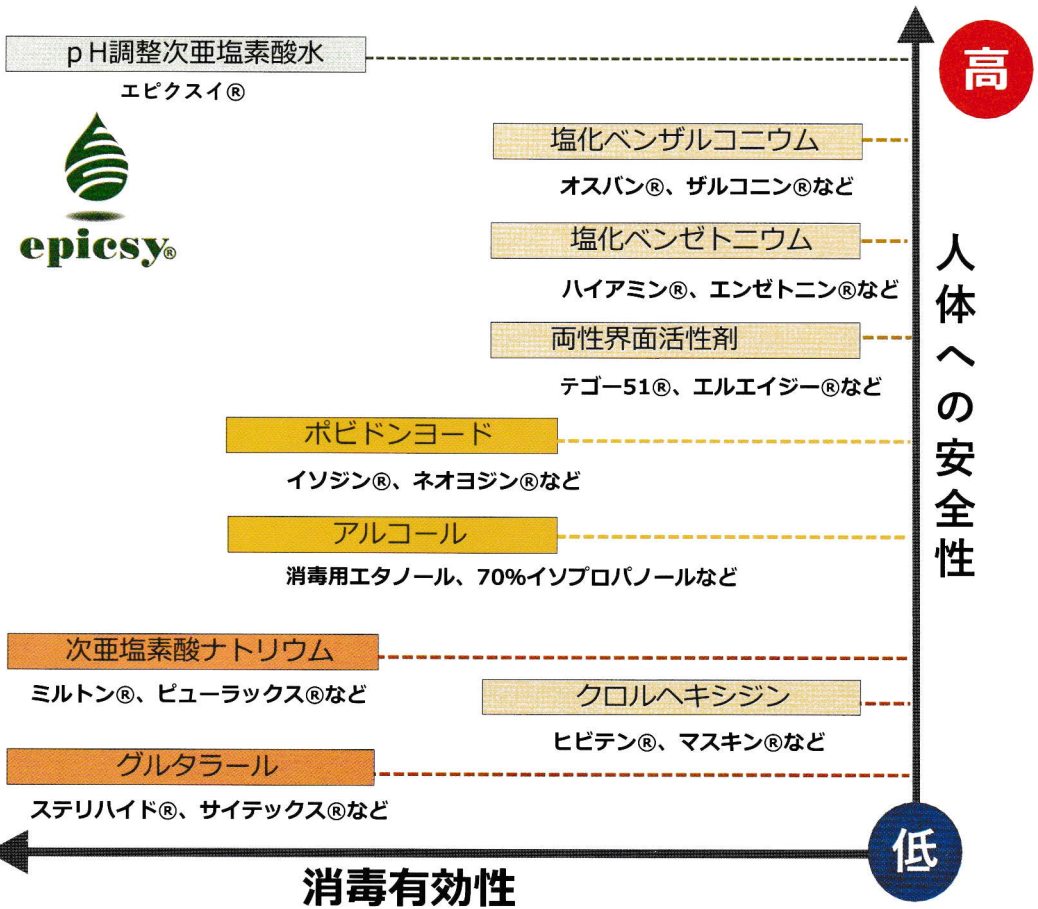 pH調整次亜塩素酸水
エピクスイ®
epicsy®
高
塩化ベンザルコニウム
オスバン®、ザルコニン®など
塩化ベンゼトニウム
ハイアミン®、エンゼトニン®など
両性界面活性剤
テゴー51®、エルエイジー®など
ポビドンヨード
イソジン®、ネオヨジン®など
アルコール
消毒用エタノール、70%イソプロパノールなど
次亜塩素酸ナトリウム
ミルトン®、ピューラックス®など
クロルヘキシジン
ヒビテン®、マスキン®など
グルタラール
ステリハイド®、サイテックス®など
人体への安全性
低
消毒有効性